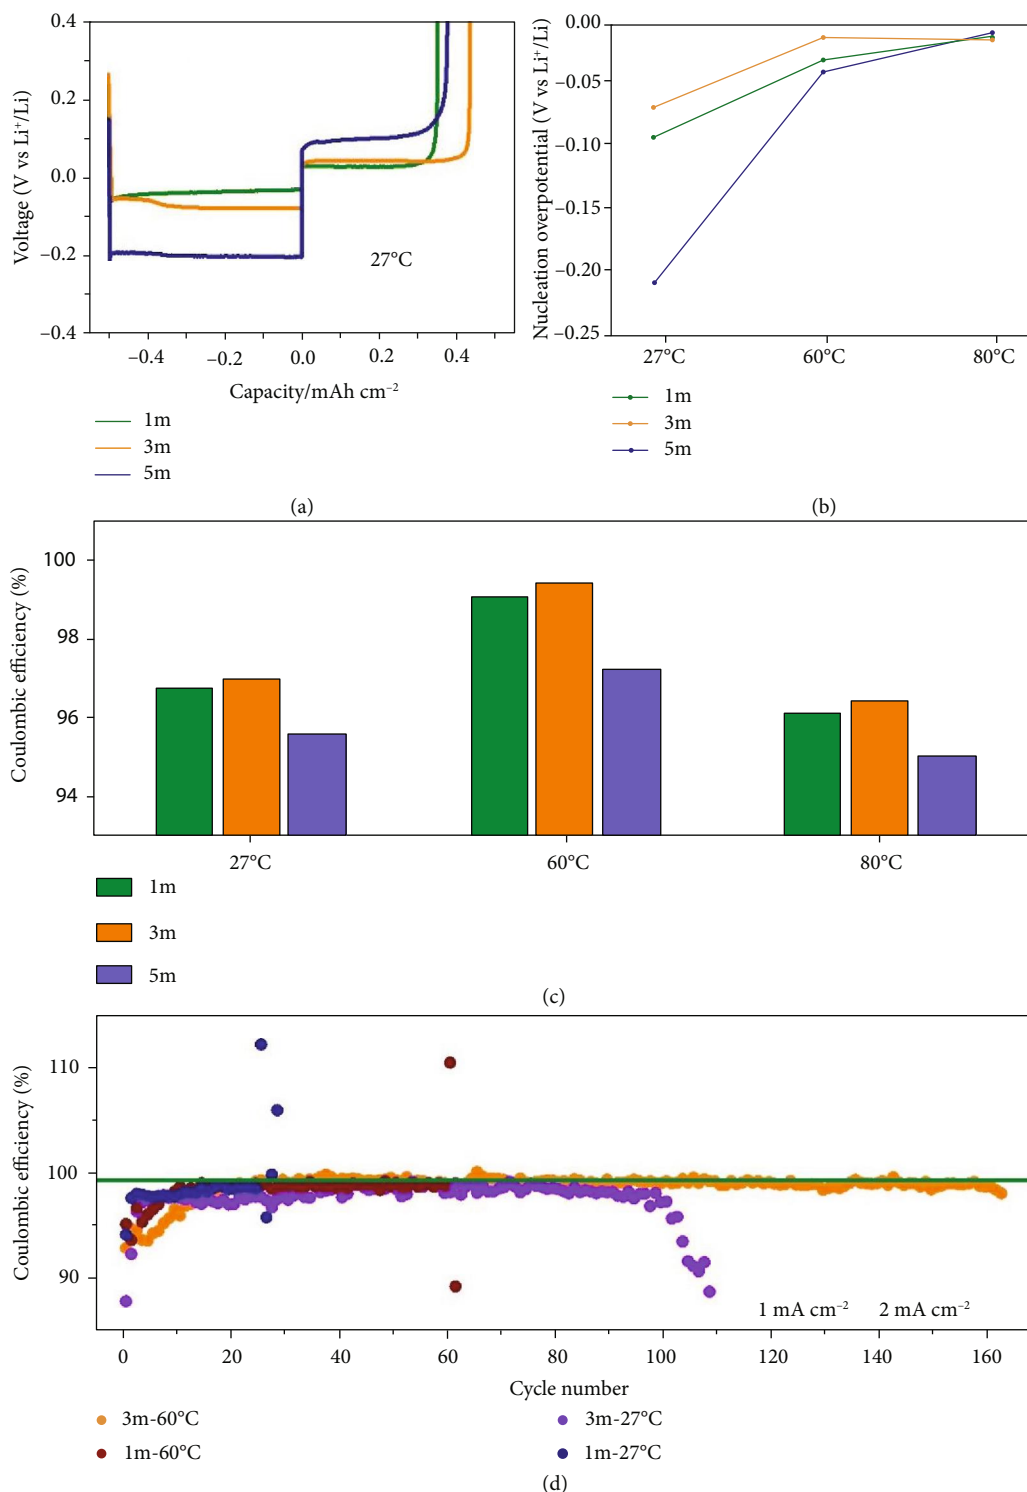 0.4
0.2
0.0
−0.2
−0.4
Voltage (V vs Li⁺/Li)
27°C
−0.4
−0.2
0.0
0.2
0.4
Capacity/mAh cm⁻²
1m
3m
5m
(a)
0.00
−0.05
−0.10
−0.15
−0.20
−0.25
Nucleation overpotential (V vs Li⁺/Li)
27°C
60°C
80°C
1m
3m
5m
(b)
100
98
96
94
Coulombic efficiency (%)
27°C
60°C
80°C
1m
3m
5m
(c)
110
100
90
Coulombic efficiency (%)
1 mA cm⁻² 2 mA cm⁻²
0
20
40
60
80
100
120
140
160
Cycle number
3m-60°C
1m-60°C
3m-27°C
1m-27°C
(d)